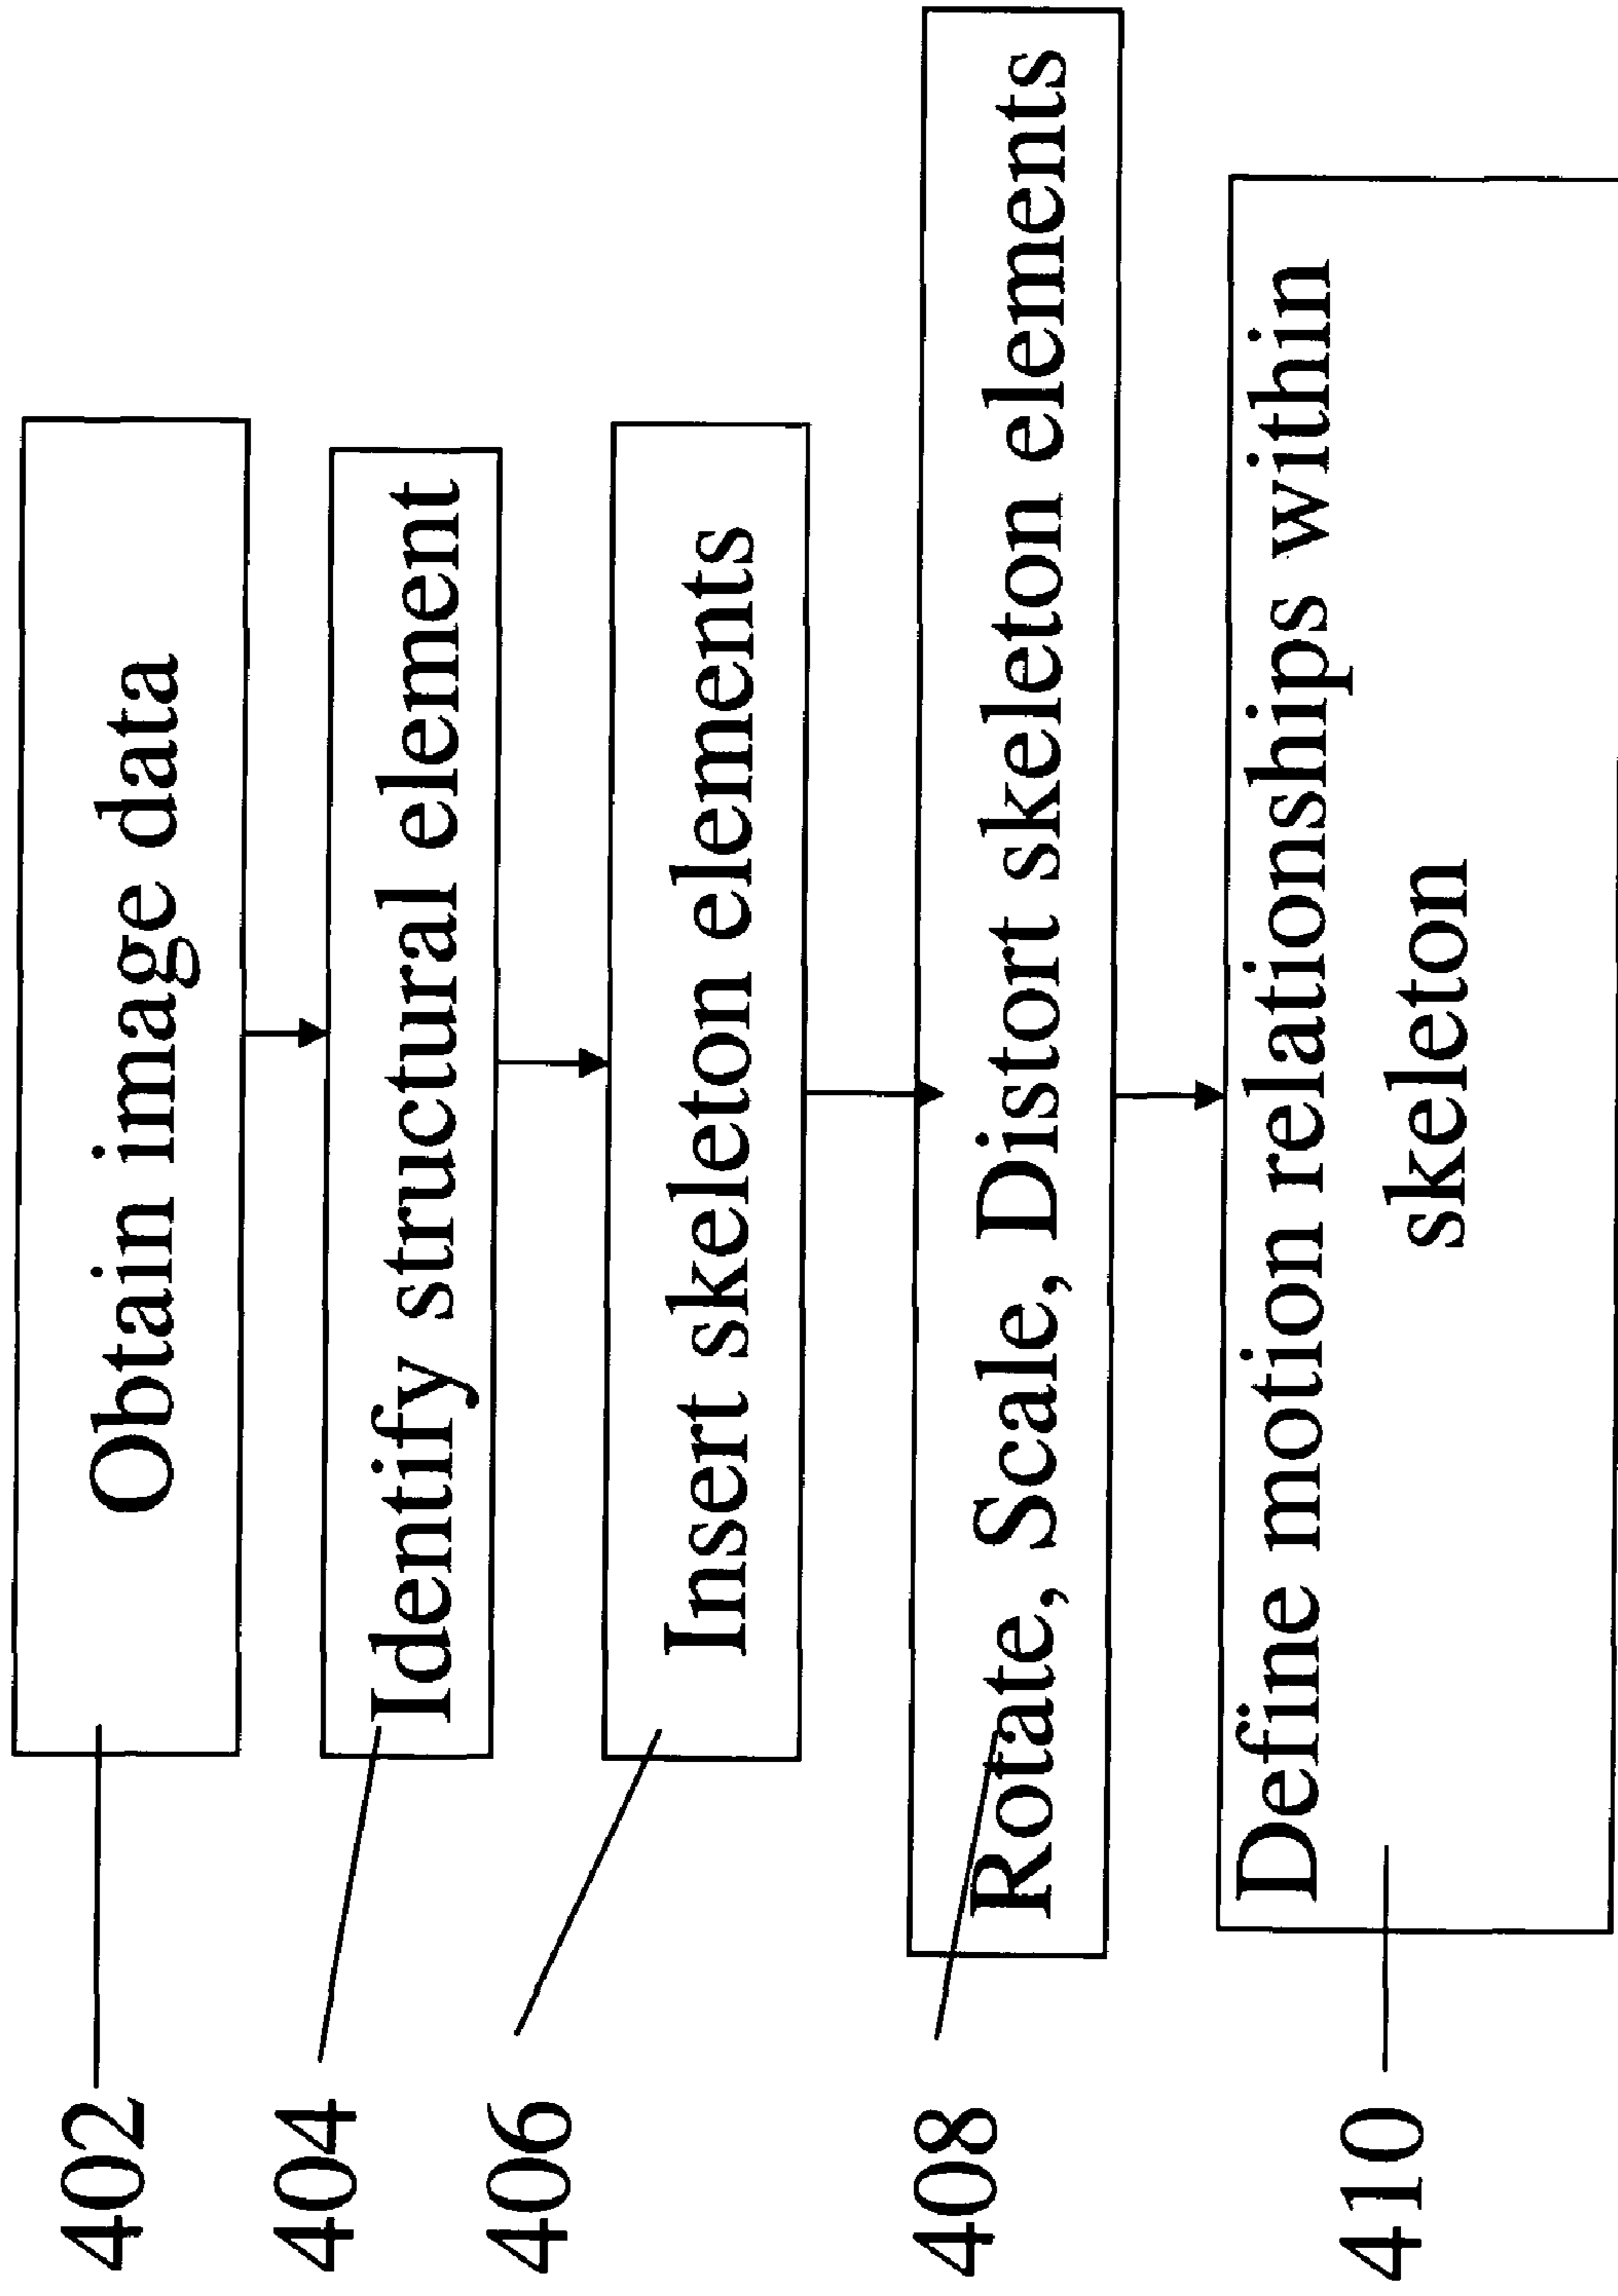 402
Obtain image data
404
Identify structural element
406
Insert skeleton elements
408
Rotate, Scale, Distort skeleton elements
410
Define motion relationships within
skeleton